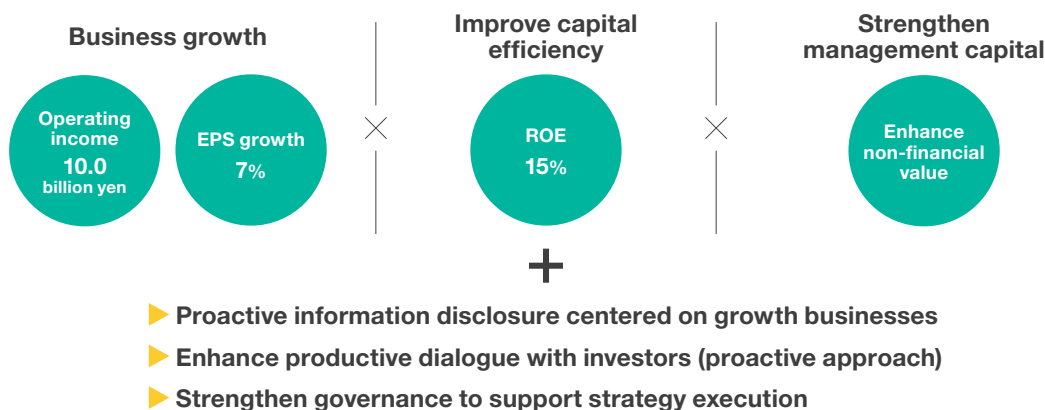 Business growth
Operating
income
10.0
billion yen
EPS growth
7%
×
Improve capital
efficiency
ROE
15%
×
Strengthen
management capital
Enhance
non-financial
value
+
Proactive information disclosure centered on growth businesses
Enhance productive dialogue with investors (proactive approach)
Strengthen governance to support strategy execution